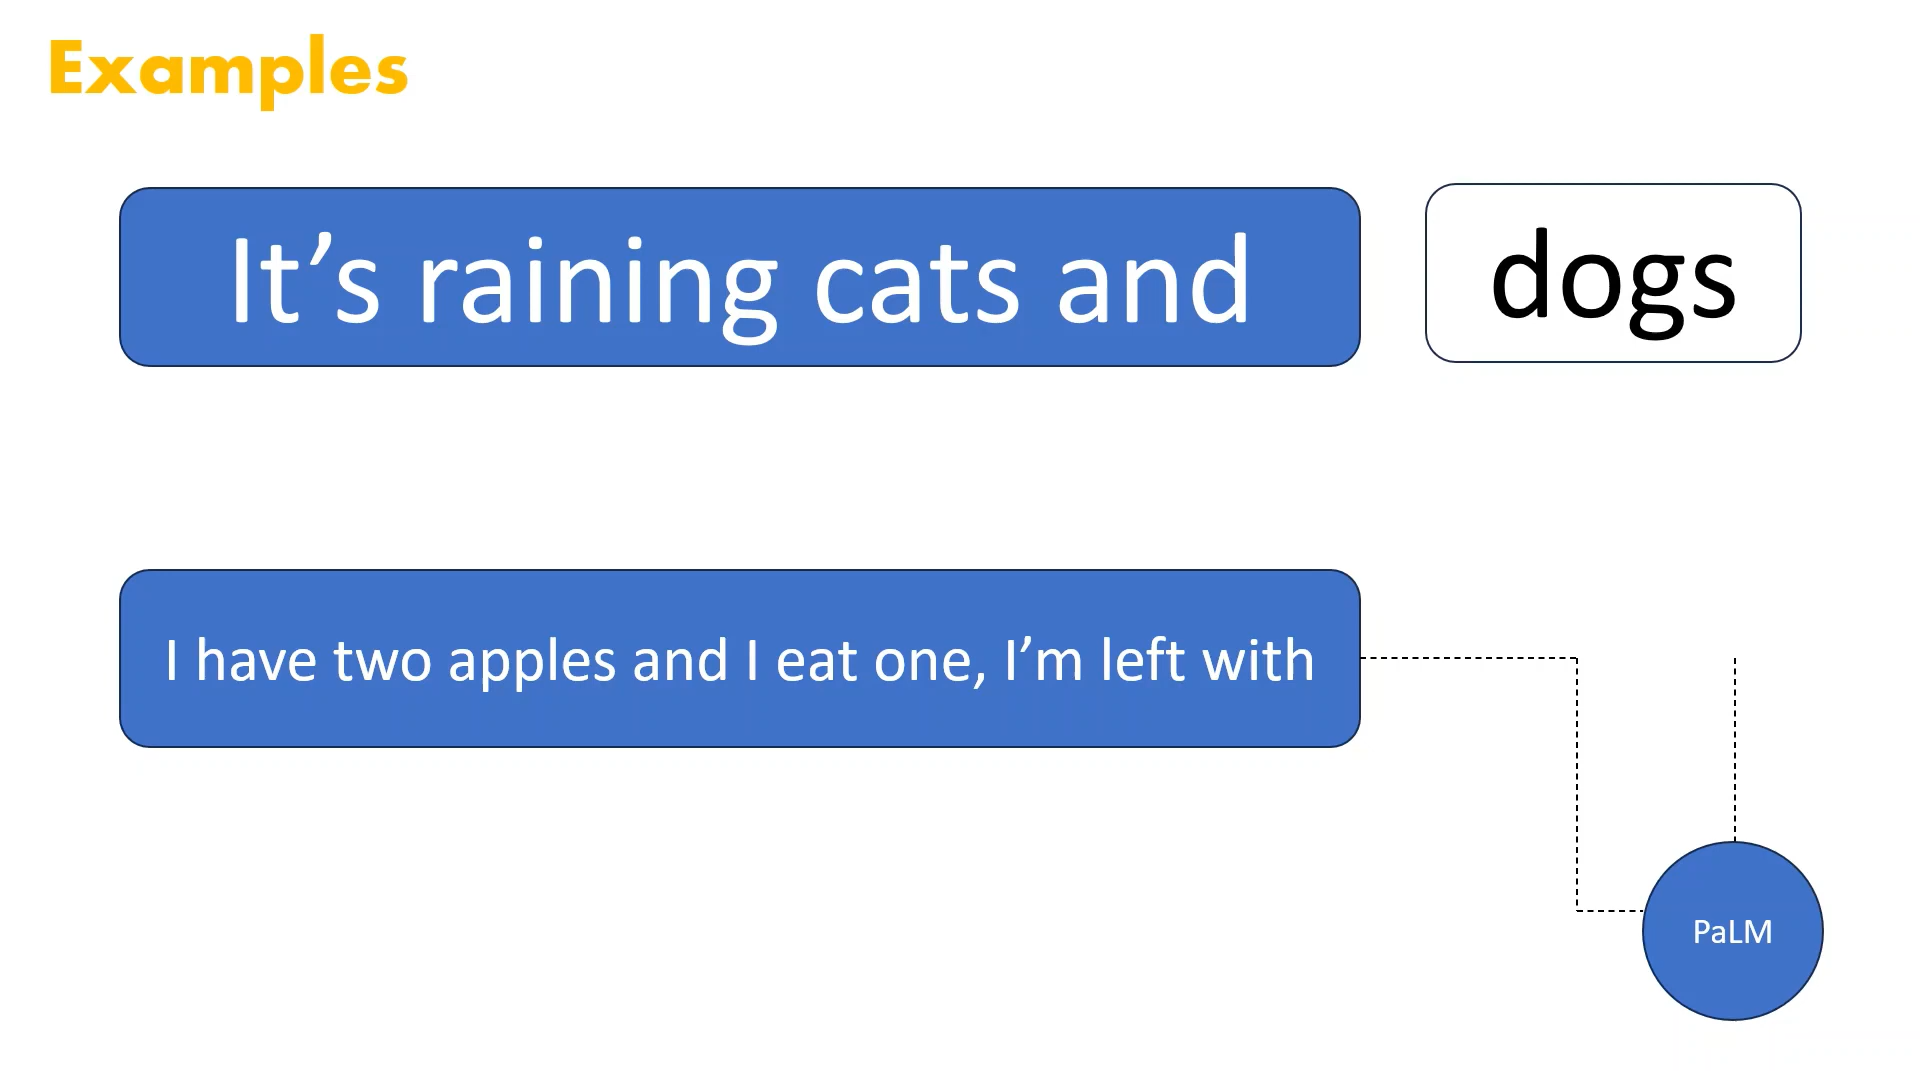 Examples
It’s raining cats and
dogs
I have two apples and I eat one, I’m left with
PaLM